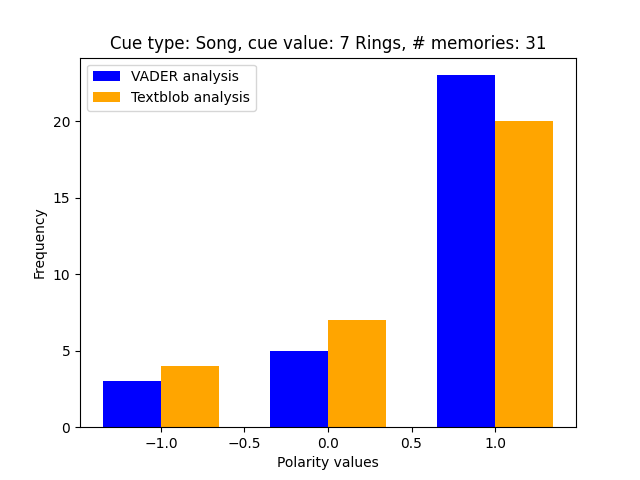 Cue type: Song, cue value: 7 Rings, # memories: 31
VADER analysis
Textblob analysis
Frequency
20
15
10
5
0
−1.0 −0.5 0.0 0.5 1.0
Polarity values